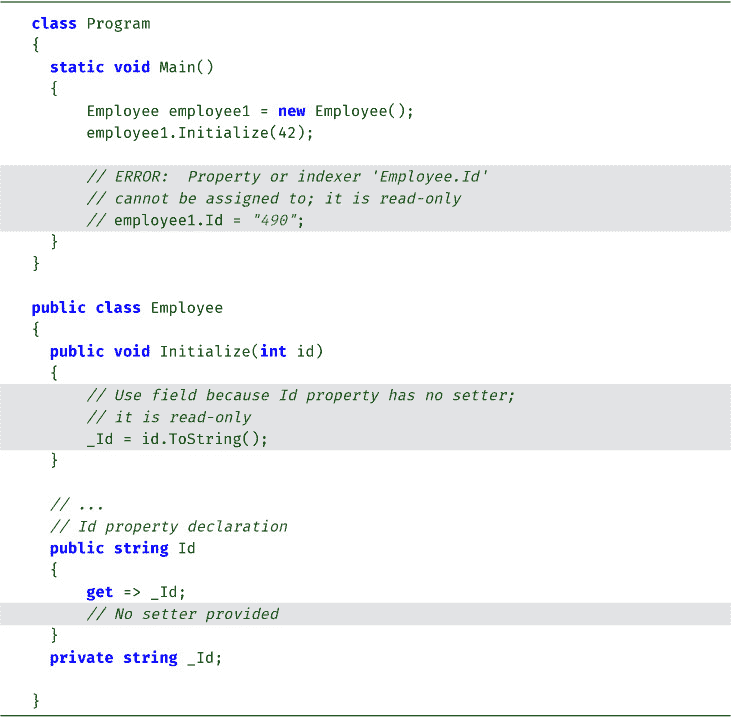 class Program
{
  static void Main()
  {
      Employee employee1 = new Employee();
      employee1.Initialize(42);

      // ERROR:  Property or indexer 'Employee.Id'
      // cannot be assigned to; it is read-only
      // employee1.Id = "490";
  }
}

public class Employee
{
  public void Initialize(int id)
  {
      // Use field because Id property has no setter;
      // it is read-only
      _Id = id.ToString();
  }

  // ...
  // Id property declaration
  public string Id
  {
      get => _Id;
      // No setter provided
  }
  private string _Id;

}